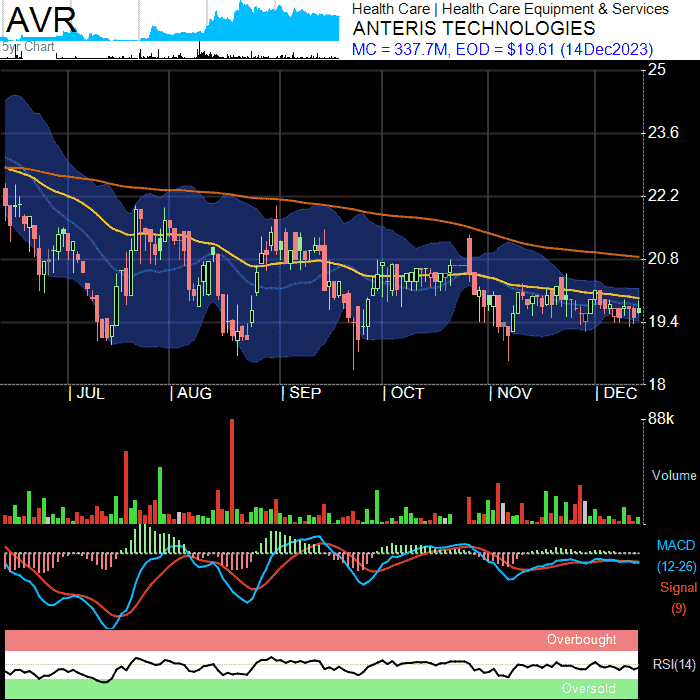 AVR
5yr Chart
Health Care | Health Care Equipment & Services
ANTERIS TECHNOLOGIES
MC = 337.7M, EOD = $19.61 (14Dec2023)
25
23.6
22.2
20.8
19.4
18
| JUL | AUG | SEP | OCT | NOV | DEC
88k
Volume
MACD
(12-26)
Signal
(9)
Overbought
RSI(14)
Oversold